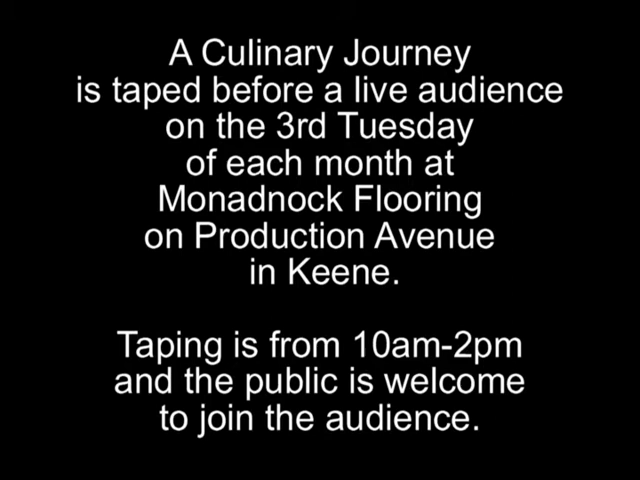 A Culinary Journey
is taped before a live audience
on the 3rd Tuesday
of each month at
Monadnock Flooring
on Production Avenue
in Keene.
Taping is from 10am-2pm
and the public is welcome
to join the audience.